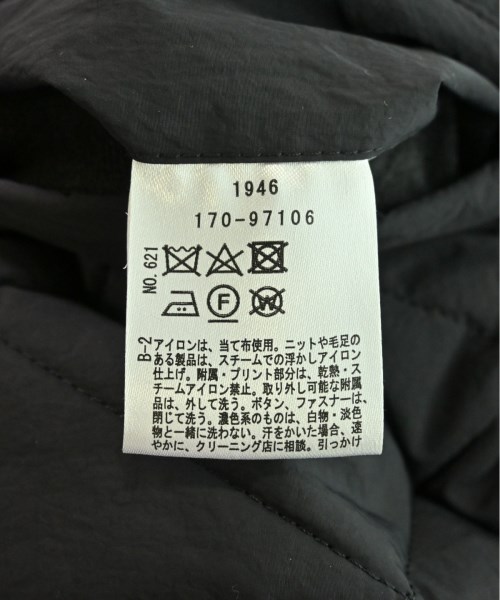 1946
170-97106
NO.621
F
W
B-2
アイロンは、当て布使用。ニットや毛足の
ある製品は、スチームでの浮かしアイロン
仕上げ。附属・プリント部分は、乾熱・ス
チームアイロン禁止。取り外し可能な附属
品は、外して洗う。ボタン、ファスナーは、
閉じて洗う。濃色系のものは、白物・淡色
物と一緒に洗わない。汗をかいた場合、速
やかに、クリーニング店に相談。引っかけ